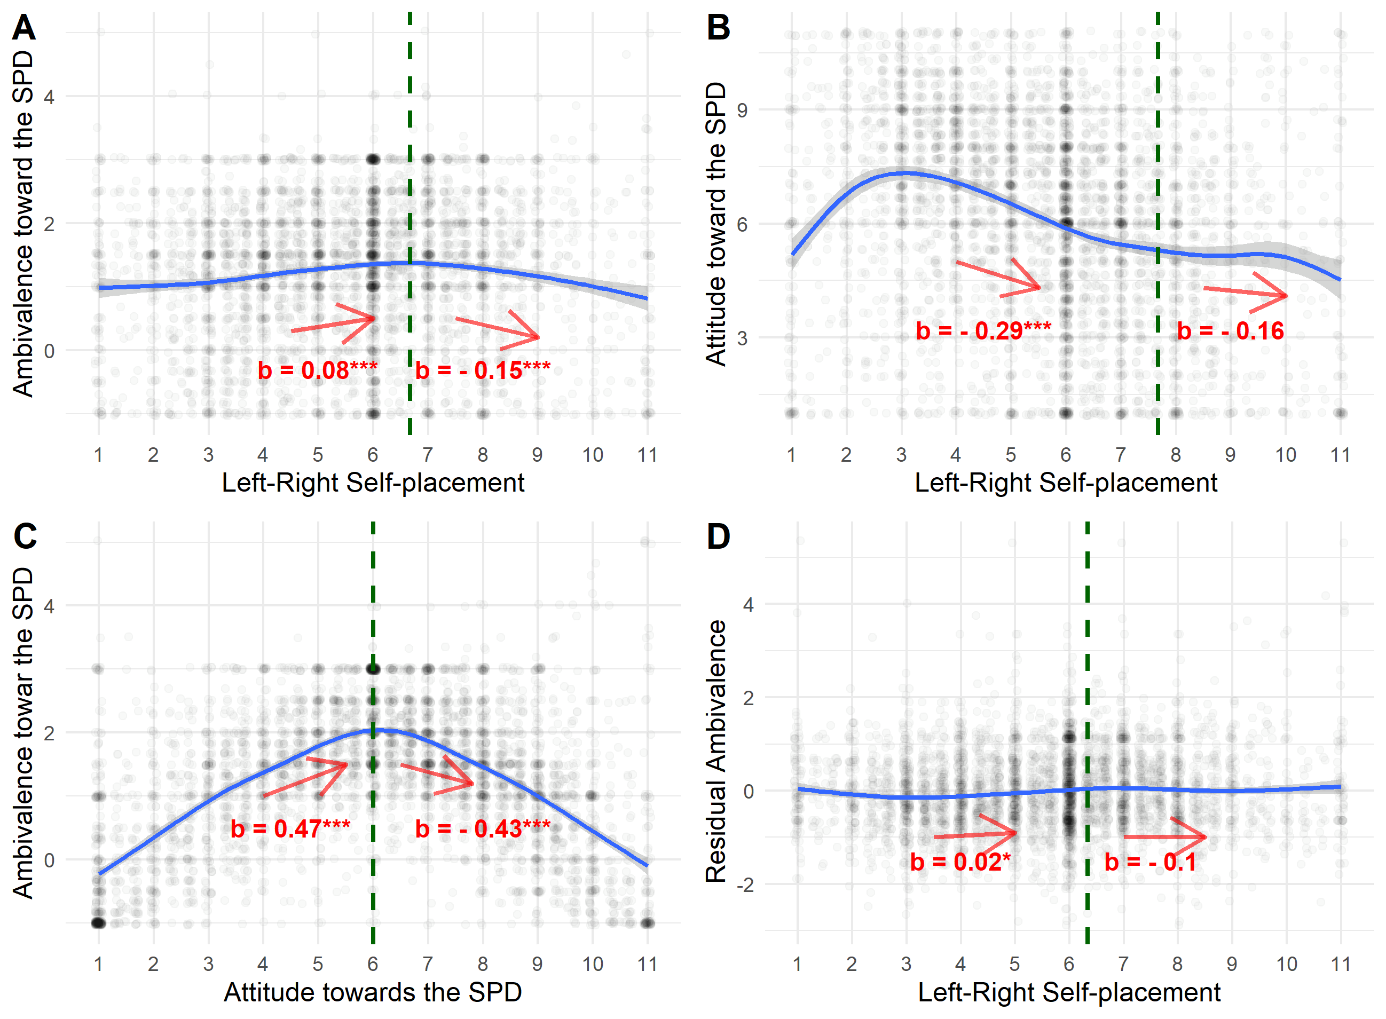 A
Ambivalence toward the SPD
4
2
0
b = 0.08***
b = - 0.15***
1 2 3 4 5 6 7 8 9 10 11
Left-Right Self-placement
B
Attitude toward the SPD
9
6
3
b = - 0.29***
b = - 0.16
1 2 3 4 5 6 7 8 9 10 11
Left-Right Self-placement
C
Ambivalence towar the SPD
4
2
0
b = 0.47***
b = - 0.43***
1 2 3 4 5 6 7 8 9 10 11
Attitude towards the SPD
D
Residual Ambivalence
4
2
0
-2
b = 0.02*
b = - 0.1
1 2 3 4 5 6 7 8 9 10 11
Left-Right Self-placement